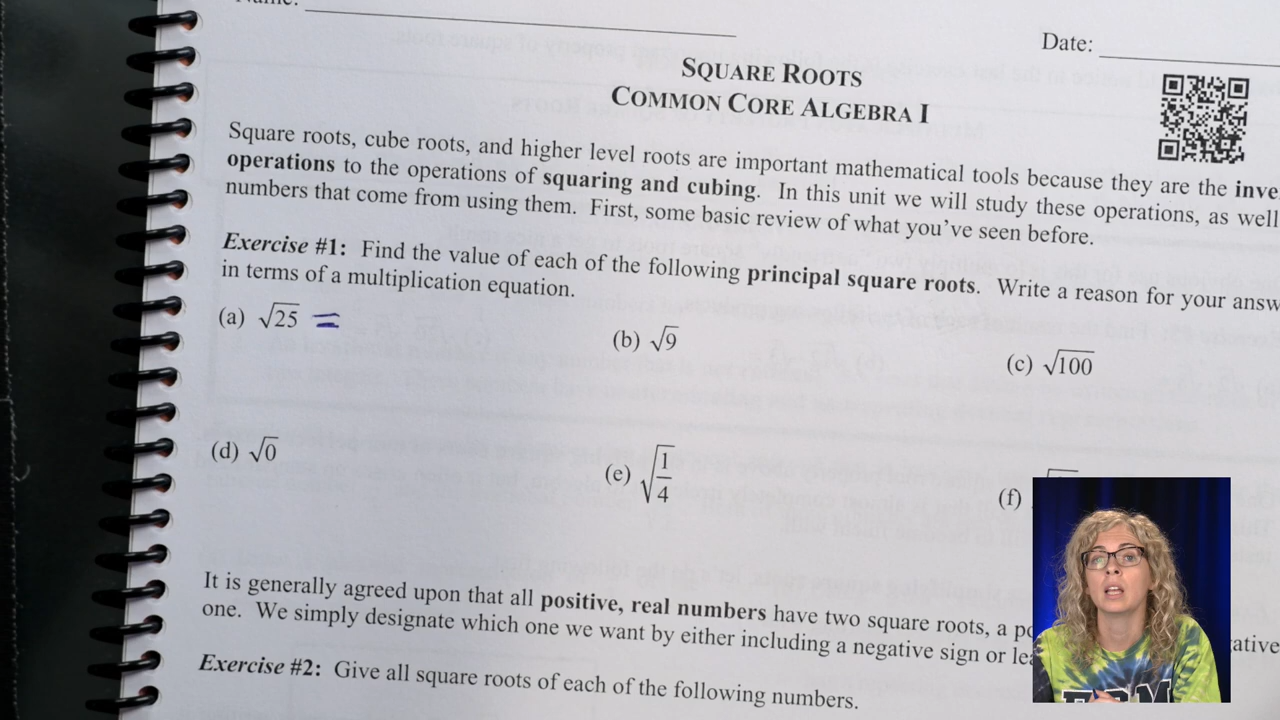 Name:
Date:
SQUARE ROOTS
COMMON CORE ALGEBRA I
Square roots, cube roots, and higher level roots are important mathematical tools because they are the inve
operations to the operations of squaring and cubing. In this unit we will study these operations, as well
numbers that come from using them. First, some basic review of what you've seen before.
Exercise #1: Find the value of each of the following principal square roots. Write a reason for your answ
in terms of a multiplication equation.
(a) √25 =
(b) √9
(c) √100
(d) √0
(e) √1/4
(f)
It is generally agreed upon that all positive, real numbers have two square roots, a po
one. We simply designate which one we want by either including a negative sign or lea
Exercise #2: Give all square roots of each of the following numbers.